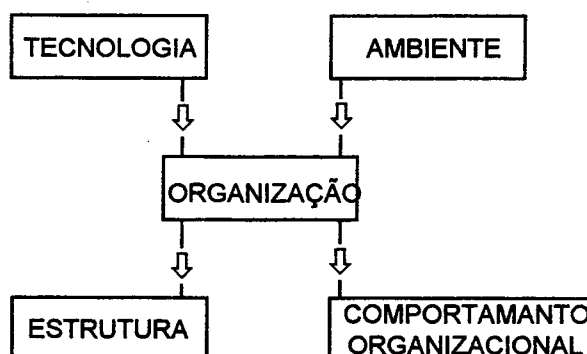 TECNOLOGIA
AMBIENTE
ORGANIZAÇÃO
ESTRUTURA
COMPORTAMANTO
ORGANIZACIONAL